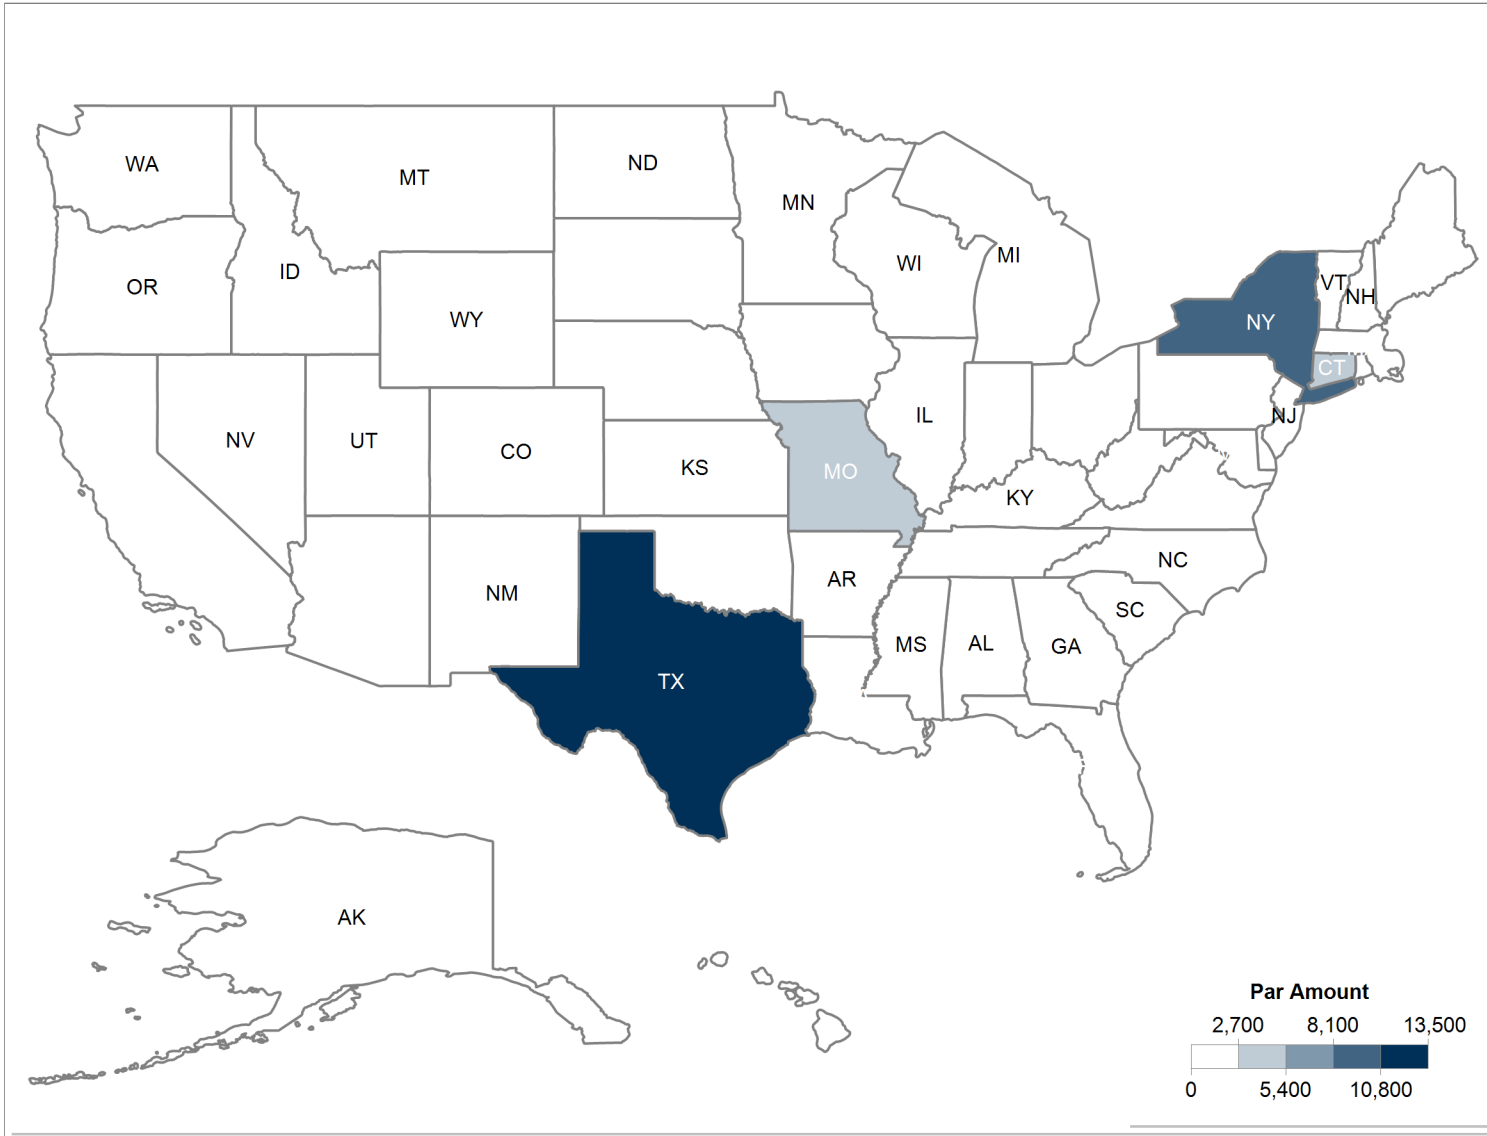 WA
MT
ND
MN
OR
ID
WY
WI
MI
VT
NH
NY
CT
NJ
NV
UT
CO
KS
MO
IL
KY
NM
AR
NC
SC
TX
MS
AL
GA
AK
Par Amount
2,700 8,100 13,500
0 5,400 10,800